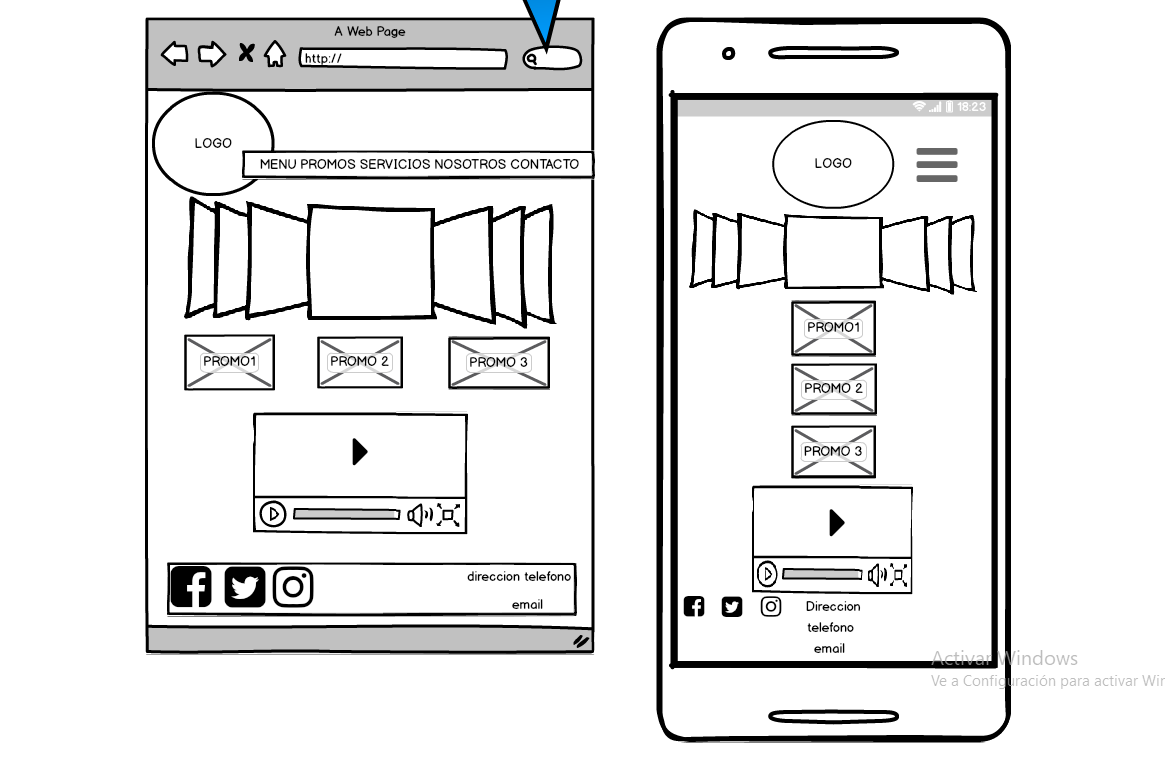 A Web Page
http://
LOGO
MENU PROMOS SERVICIOS NOSOTROS CONTACTO
PROMO1
PROMO 2
PROMO 3
direccion telefono
email
18:23
LOGO
PROMO1
PROMO 2
PROMO 3
Direccion
telefono
email
Activar Windows
Ve a Configuración para activar Wir